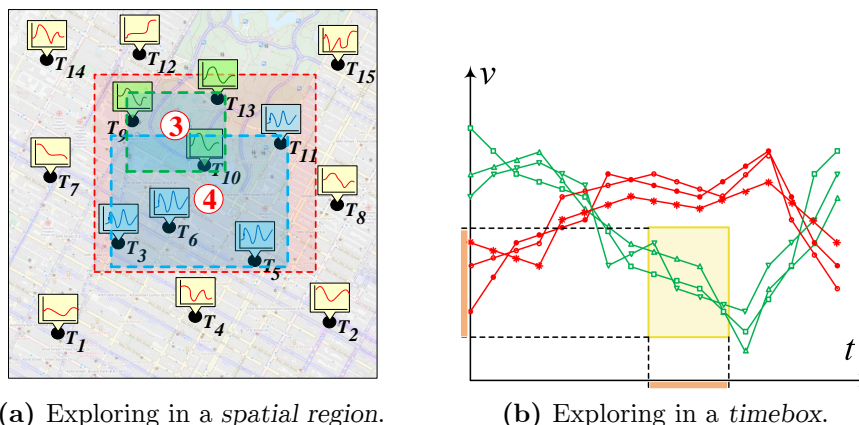 T14
T12
T15
T13
T9
3
T11
T10
T7
4
T8
T3
T6
T5
T4
T1
T2
v
t
(a) Exploring in a spatial region.
(b) Exploring in a timebox.